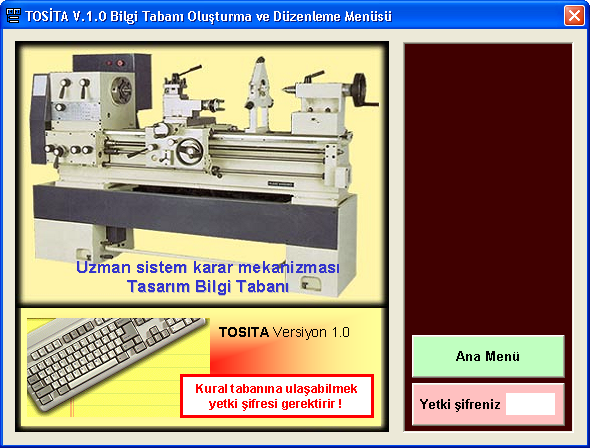 TOSİTA V.1.0 Bilgi Tabanı Oluşturma ve Düzenleme Menüsü
Uzman sistem karar mekanizması
Tasarım Bilgi Tabanı
TOSITA Versiyon 1.0
Kural tabanına ulaşabilmek
yetki şifresi gerektirir !
Ana Menü
Yetki şifreniz